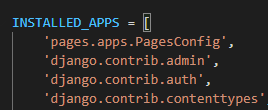 INSTALLED_APPS = [
'pages.apps.PagesConfig',
'django.contrib.admin',
'django.contrib.auth',
'django.contrib.contenttypes'